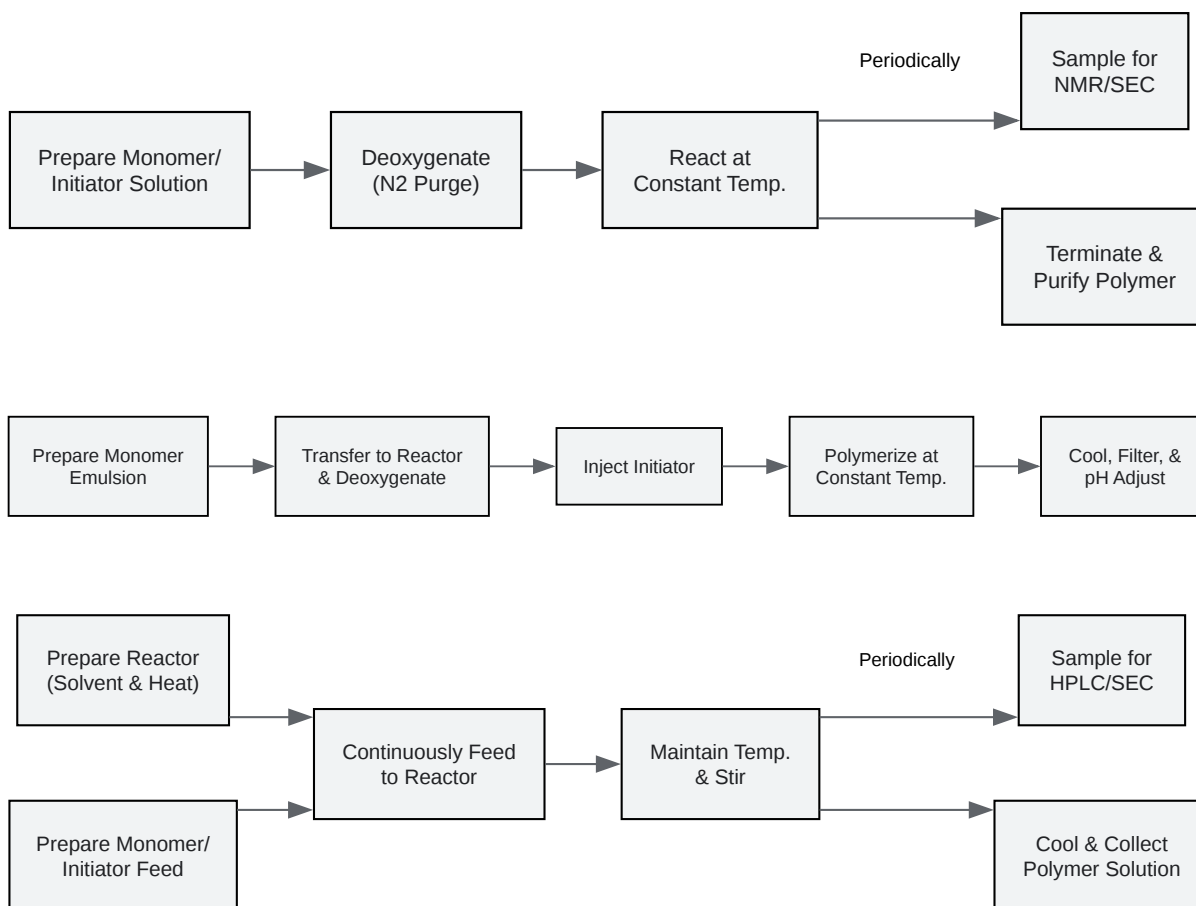 Prepare Monomer/
Initiator Solution
Deoxygenate
(N2 Purge)
React at
Constant Temp.
Periodically
Sample for
NMR/SEC
Terminate &
Purify Polymer
Prepare Monomer
Emulsion
Transfer to Reactor
& Deoxygenate
Inject Initiator
Polymerize at
Constant Temp.
Cool, Filter, &
pH Adjust
Prepare Reactor
(Solvent & Heat)
Prepare Monomer/
Initiator Feed
Continuously Feed
to Reactor
Maintain Temp.
& Stir
Periodically
Sample for
HPLC/SEC
Cool & Collect
Polymer Solution